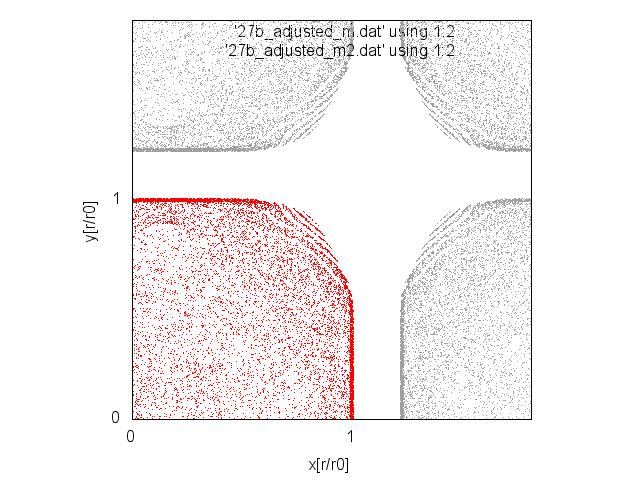 '27b_adjusted_m.dat' using 1:2
'27b_adjusted_m2.dat' using 1:2
1
y[r/r0]
0
0
1
x[r/r0]